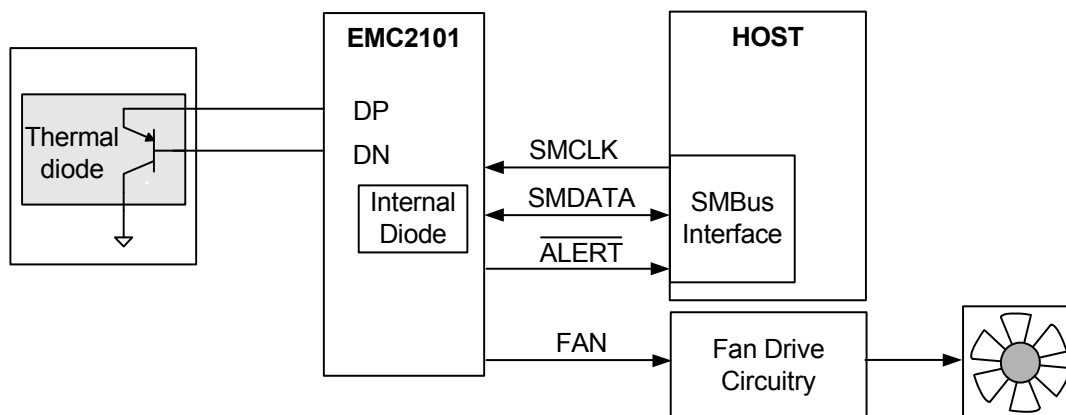 EMC2101
HOST
Thermal
diode
DP
DN
Internal
Diode
SMCLK
SMDATA
ALERT
SMBus
Interface
FAN
Fan Drive
Circuitry